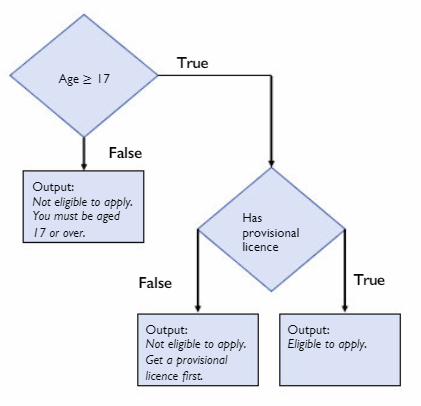 Age ≥ 17
True
False
Output:
Not eligible to apply.
You must be aged
17 or over.
Has
provisional
licence
False
True
Output:
Not eligible to apply.
Get a provisional
licence first.
Output:
Eligible to apply.